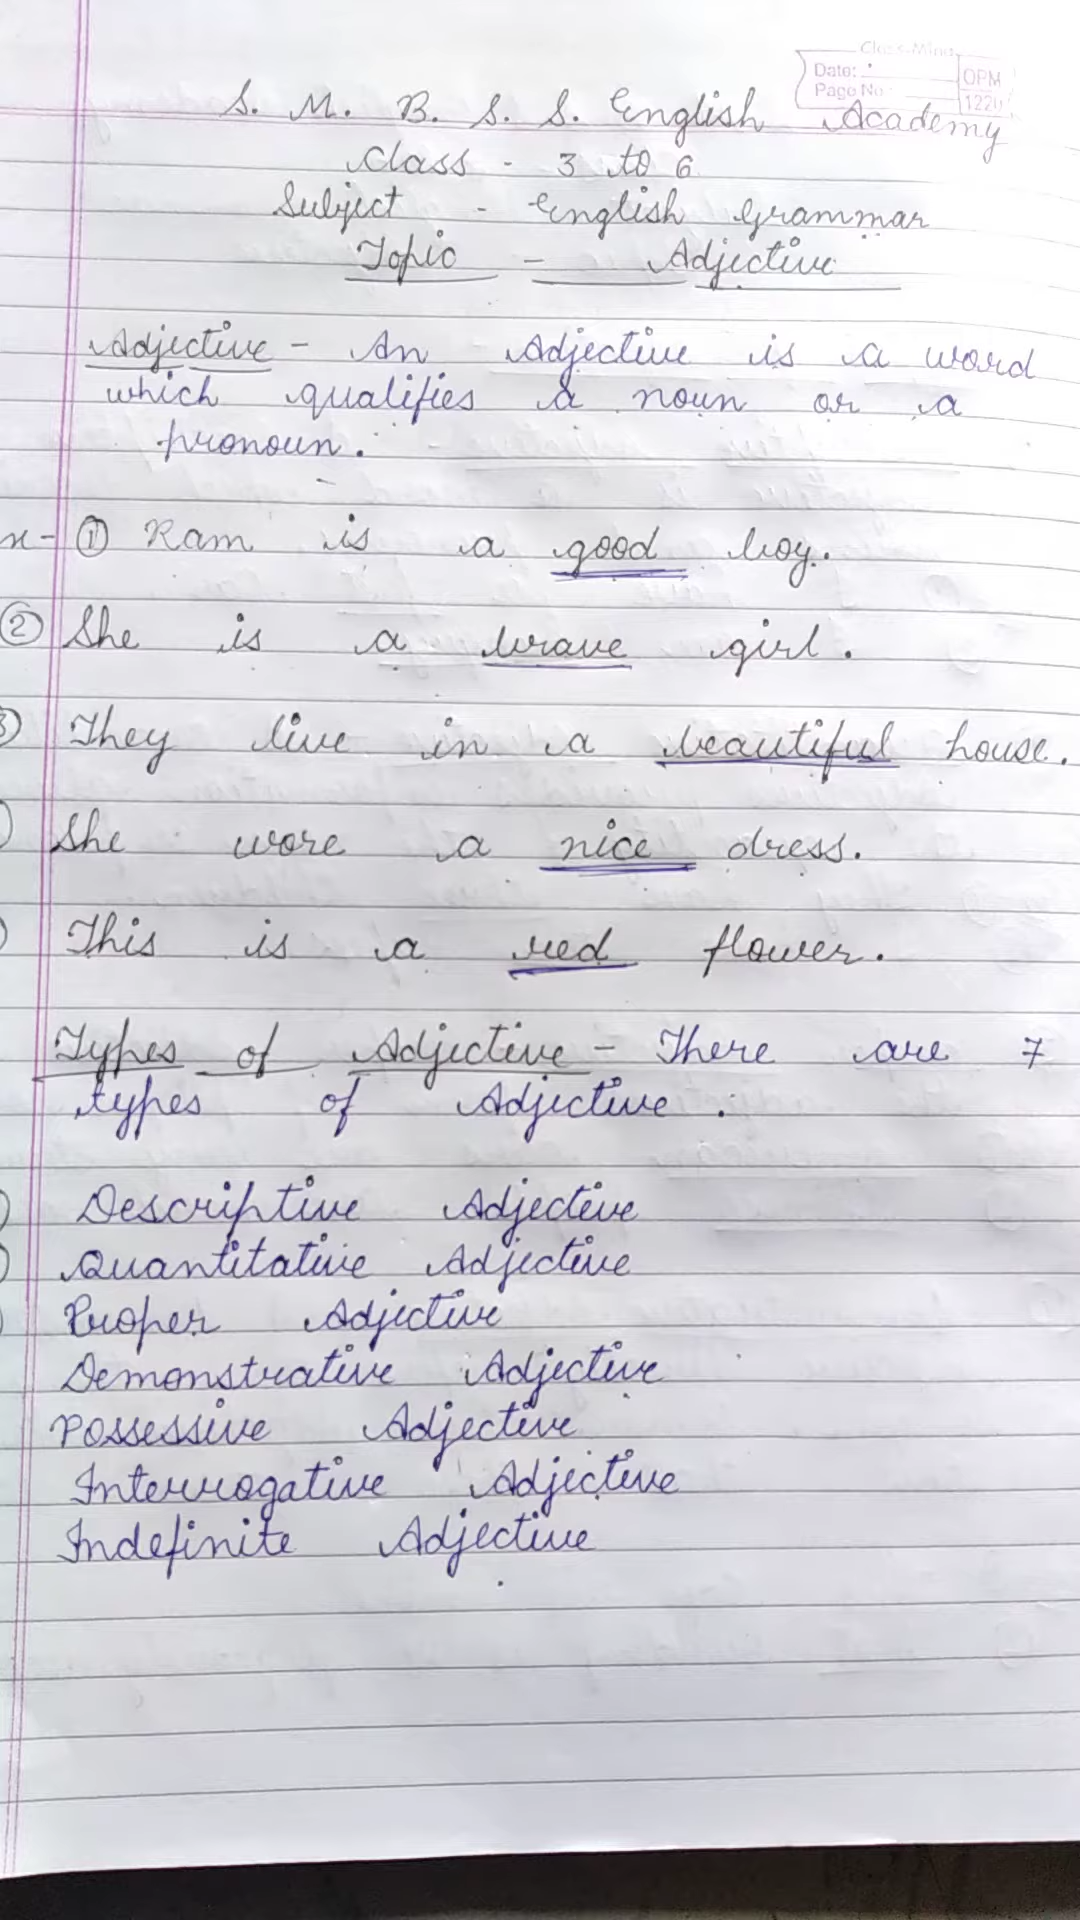 Class Mind
Date:
Page No
OPM
122
S. M. B. S. S. English Academy
Class - 3 to 6
Subject - English Grammar
Topic - Adjective
Adjective - An Adjective is a word
which qualifies a noun or a
pronoun.
x- ① Ram is a good boy.
② She is a brave girl.
They live in a beautiful house.
She wore a nice dress.
This is a red flower.
Types of Adjective - There are 7
types of Adjective.
Descriptive Adjective
Quantitative Adjective
Proper Adjective
Demonstrative Adjective
Possessive Adjective
Interrogative Adjective
Indefinite Adjective